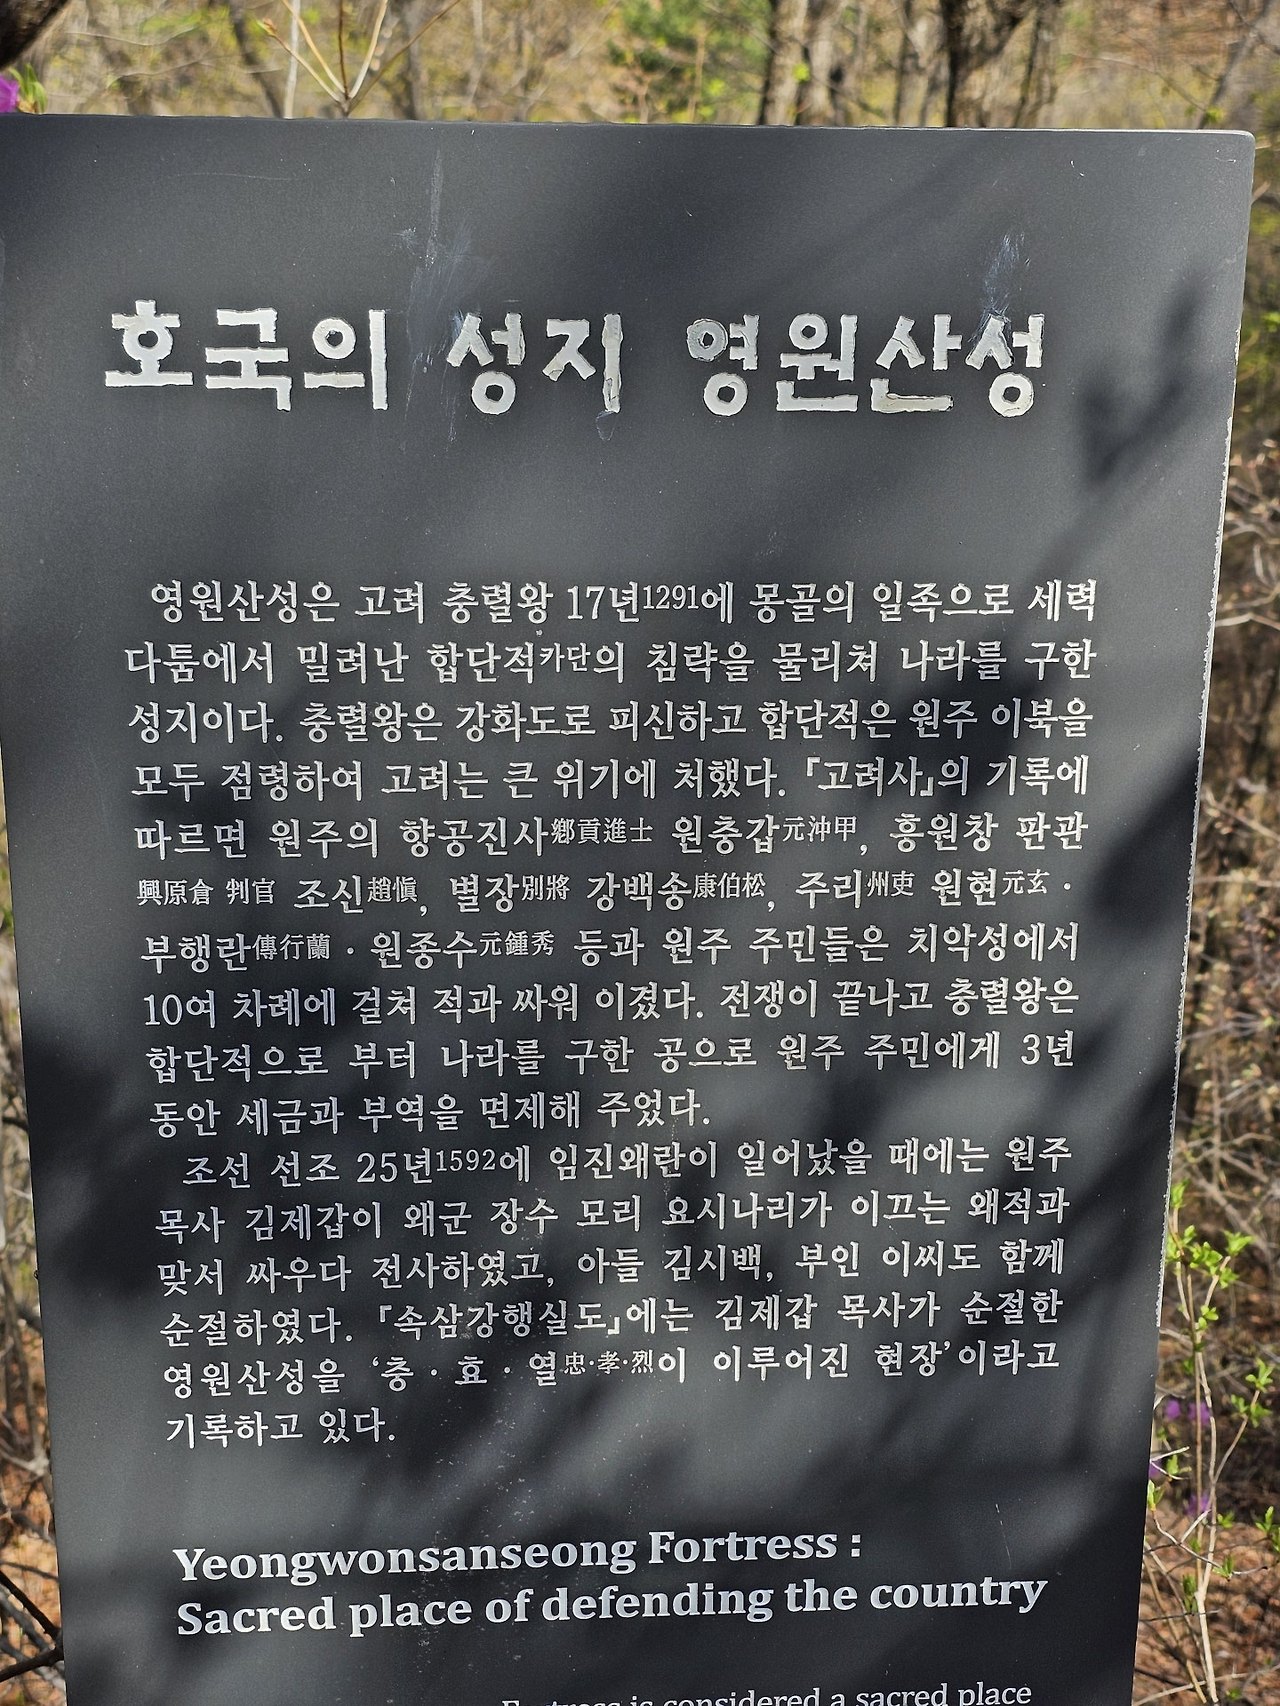 호국의 성지 영원산성
영원산성은 고려 충렬왕 17년1291에 몽골의 일족으로 세력
다툼에서 밀려난 합단적카단의 침략을 물리쳐 나라를 구한
성지이다. 충렬왕은 강화도로 피신하고 합단적은 원주 이북을
모두 점령하여 고려는 큰 위기에 처했다. 「고려사」의 기록에
따르면 원주의 향공진사鄕貢進士 원충갑元沖甲, 흥원창 판관
興原倉 判官 조신趙愼, 별장別將 강백송康伯松, 주리州吏 원현元玄 ·
부행란傅行蘭 · 원종수元鍾秀 등과 원주 주민들은 치악성에서
10여 차례에 걸쳐 적과 싸워 이겼다. 전쟁이 끝나고 충렬왕은
합단적으로 부터 나라를 구한 공으로 원주 주민에게 3년
동안 세금과 부역을 면제해 주었다.
조선 선조 25년1592에 임진왜란이 일어났을 때에는 원주
목사 김제갑이 왜군 장수 모리 요시나리가 이끄는 왜적과
맞서 싸우다 전사하였고, 아들 김시백, 부인 이씨도 함께
순절하였다. 「속삼강행실도」에는 김제갑 목사가 순절한
영원산성을 ‘충 · 효 · 열忠·孝·烈이 이루어진 현장’이라고
기록하고 있다.
Yeongwonsanseong Fortress :
Sacred place of defending the country
Fortress is considered a sacred place